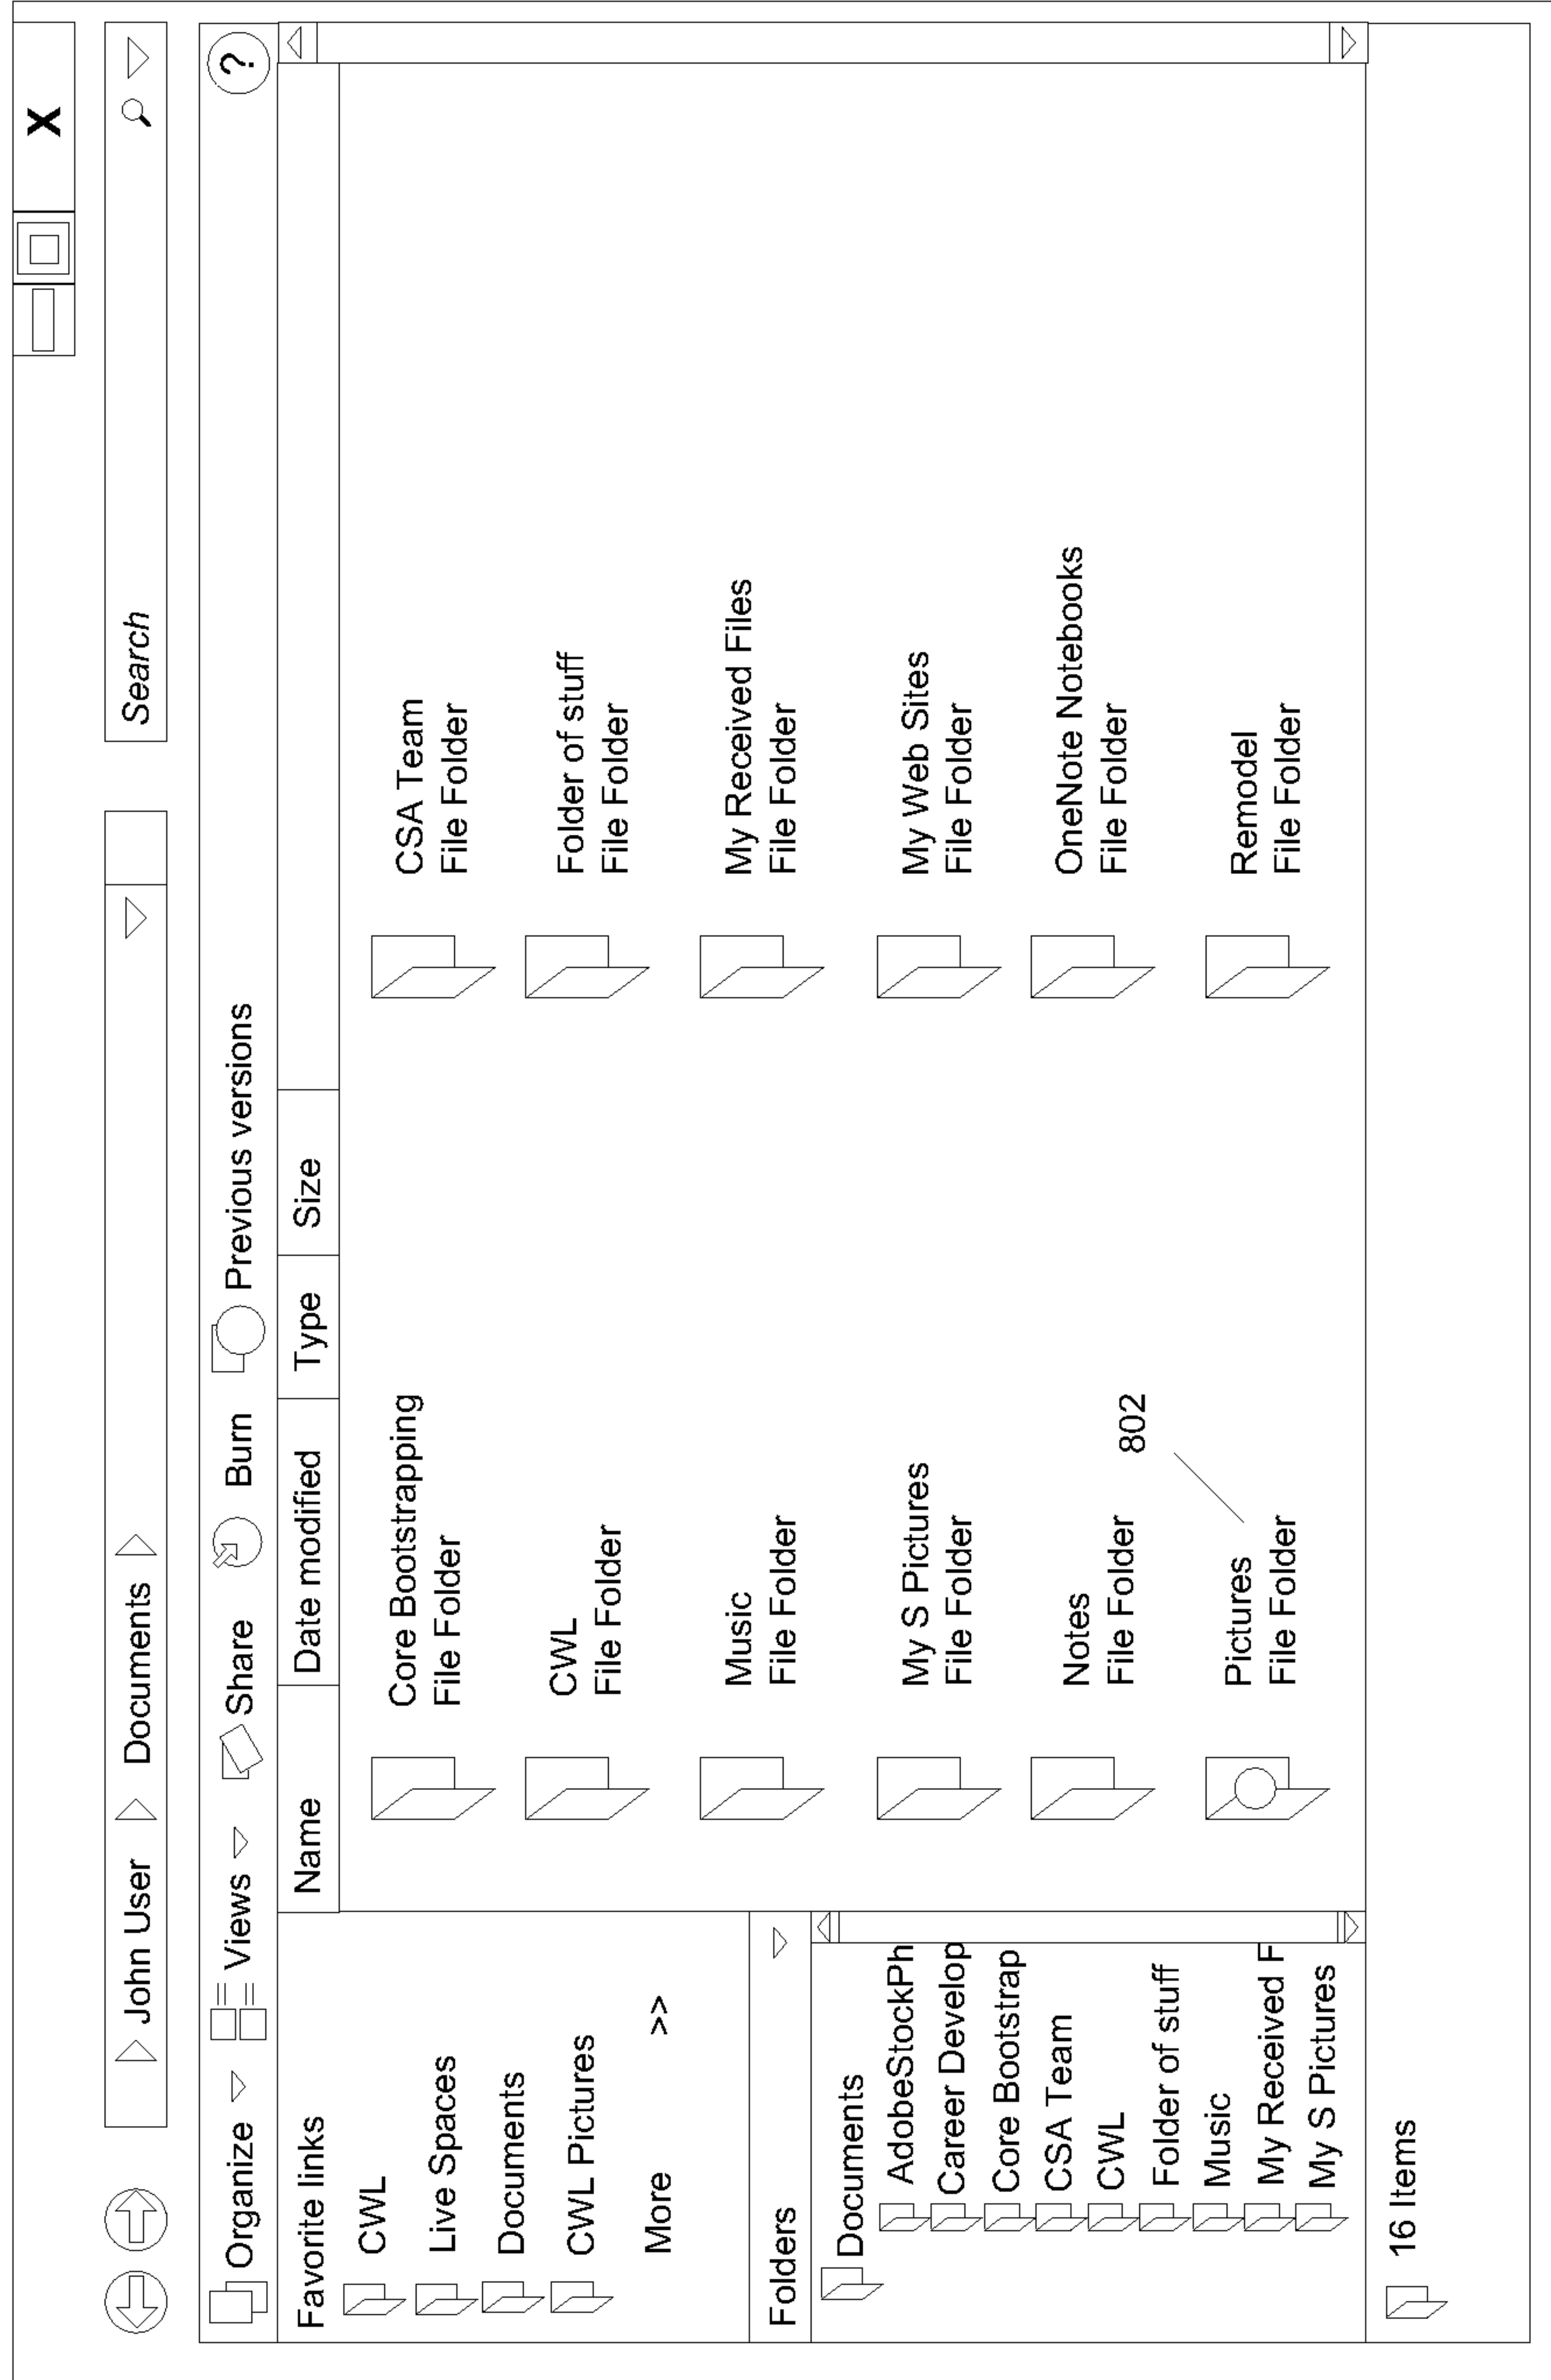 X
John User Documents
Search
Organize Views Share Burn Previous versions ?
Favorite links
CWL
Live Spaces
Documents
CWL Pictures
More >>
Folders
Documents
AdobeStockPh
Career Develop
Core Bootstrap
CSA Team
CWL
Folder of stuff
Music
My Received F
My S Pictures
Name Date modified Type Size
Core Bootstrapping
File Folder
CSA Team
File Folder
CWL
File Folder
Folder of stuff
File Folder
Music
File Folder
My Received Files
File Folder
My S Pictures
File Folder
My Web Sites
File Folder
Notes
File Folder
OneNote Notebooks
File Folder
802
Pictures
File Folder
Remodel
File Folder
16 Items